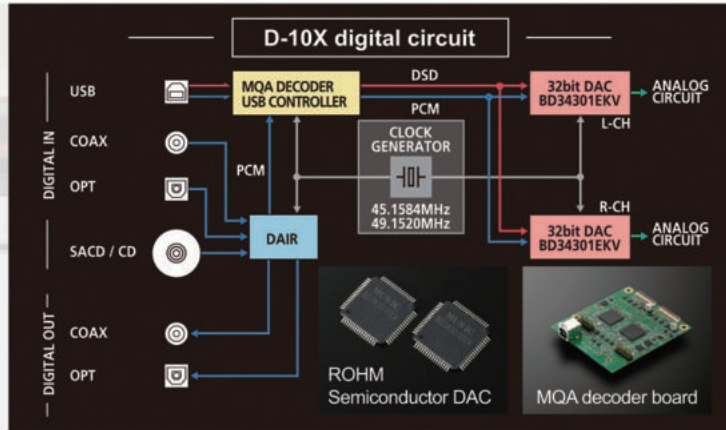 D-10X digital circuit
DIGITAL IN
USB
COAX
OPT
SACD / CD
DIGITAL OUT
COAX
OPT
MQA DECODER
USB CONTROLLER
DSD
PCM
PCM
DAIR
CLOCK
GENERATOR
45.1584MHz
49.1520MHz
32bit DAC
BD34301EKV
ANALOG
CIRCUIT
L-CH
R-CH
32bit DAC
BD34301EKV
ANALOG
CIRCUIT
ROHM
Semiconductor DAC
MQA decoder board